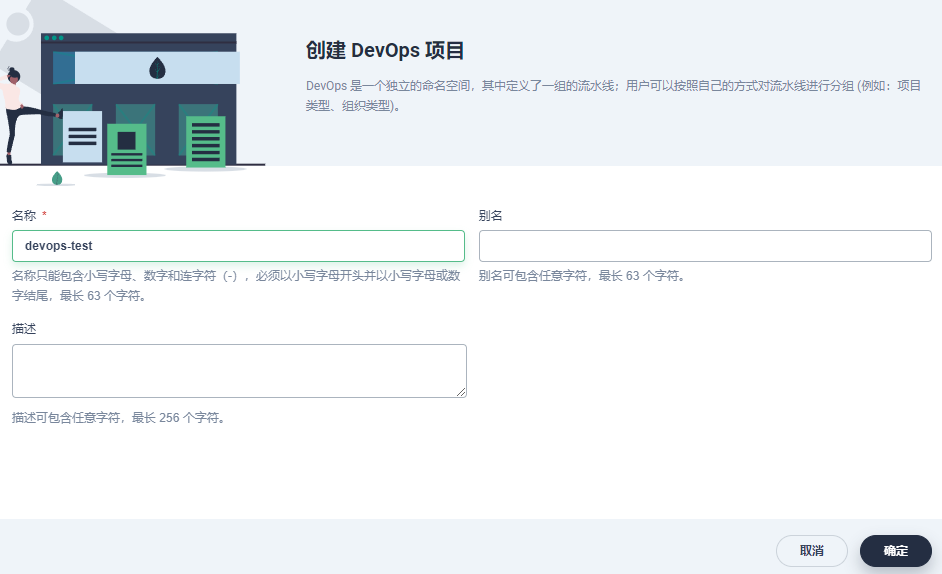 创建 DevOps 项目
DevOps 是一个独立的命名空间，其中定义了一组的流水线；用户可以按照自己的方式对流水线进行分组 (例如：项目
类型、组织类型)。
名称 *
别名
devops-test
名称只能包含小写字母、数字和连字符（-），必须以小写字母开头并以小写字母或数
字结尾，最长 63 个字符。
别名可包含任意字符，最长 63 个字符。
描述
描述可包含任意字符，最长 256 个字符。
取消
确定